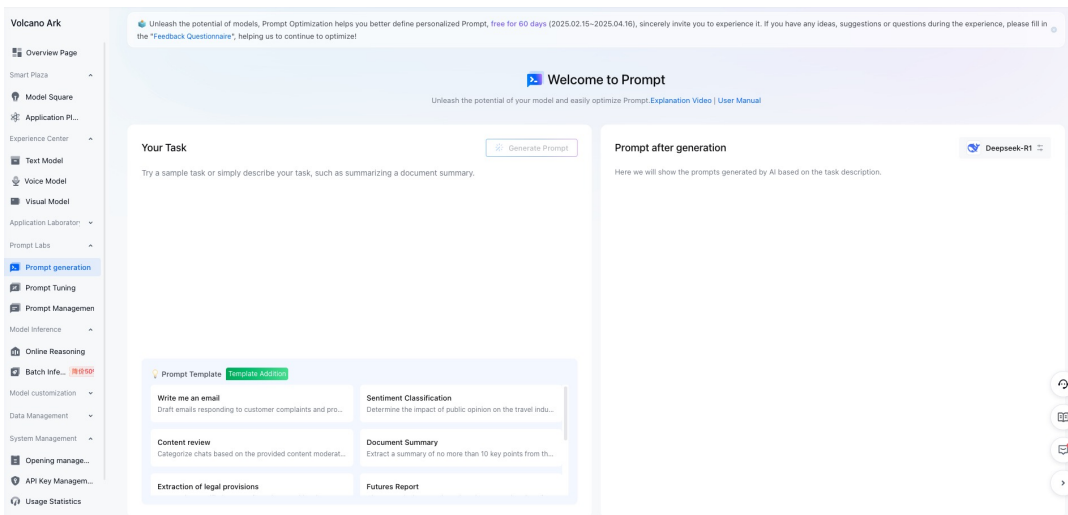 Volcano Ark
Overview Page
Smart Plaza
Model Square
Application Pl...
Experience Center
Text Model
Voice Model
Visual Model
Application Laboratory
Prompt Labs
Prompt generation
Prompt Tuning
Prompt Managemen
Model Inference
Online Reasoning
Batch Infe... 降价50%
Model customization
Data Management
System Management
Opening manage...
API Key Managem...
Usage Statistics
Unleash the potential of models, Prompt Optimization helps you better define personalized Prompt, free for 60 days (2025.02.15~2025.04.16), sincerely invite you to experience it. If you have any ideas, suggestions or questions during the experience, please fill in
the "Feedback Questionnaire", helping us to continue to optimize!
Welcome to Prompt
Unleash the potential of your model and easily optimize Prompt.Explanation Video | User Manual
Your Task
Generate Prompt
Try a sample task or simply describe your task, such as summarizing a document summary.
Prompt Template Template Addition
Write me an email
Draft emails responding to customer complaints and pro...
Sentiment Classification
Determine the impact of public opinion on the travel indu...
Content review
Categorize chats based on the provided content moderat...
Document Summary
Extract a summary of no more than 10 key points from th...
Extraction of legal provisions
Futures Report
Prompt after generation
Deepseek-R1
Here we will show the prompts generated by AI based on the task description.